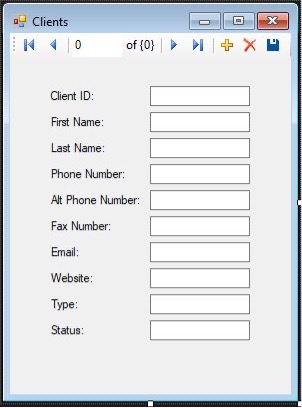 Clients
0 of {0}
Client ID:
First Name:
Last Name:
Phone Number:
Alt Phone Number:
Fax Number:
Email:
Website:
Type:
Status: